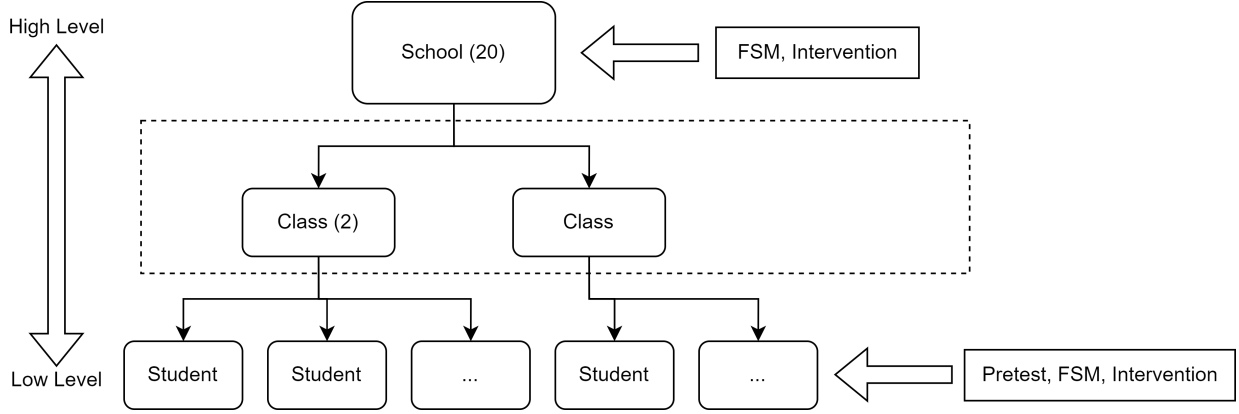 High Level
School (20)
FSM, Intervention
Class (2)
Class
Low Level
Student
Student
...
Student
...
Pretest, FSM, Intervention